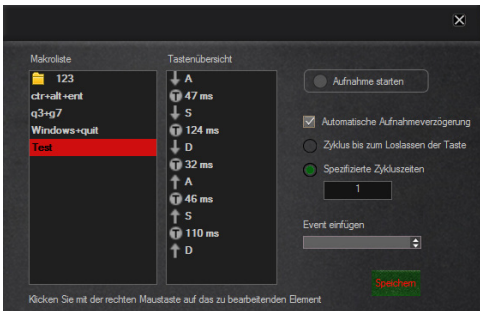 Makroliste
123
ctr+alt+ent
q3+g7
Windows+quit
Test
Tastenübersicht
A
T 47 ms
S
T 124 ms
D
T 32 ms
A
T 46 ms
S
T 110 ms
D
Aufnahme starten
Automatische Aufnahmeverzögerung
Zyklus bis zum Loslassen der Taste
Spezifizierte Zykluszeiten
1
Event einfügen
Speichern
Klicken Sie mit der rechten Maustaste auf das zu bearbeitenden Element